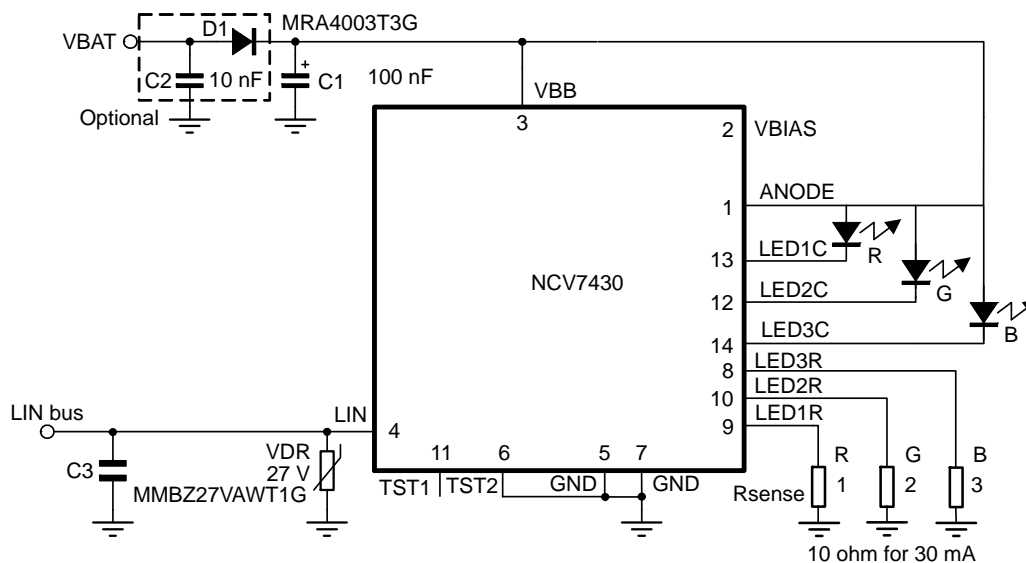 D1
MRA4003T3G
VBAT
C2
10 nF
+
C1
100 nF
Optional
VBB
3
2
VBIAS
ANODE
1
R
LED1C
13
NCV7430
G
LED2C
12
B
LED3C
14
LED3R
8
LED2R
10
LED1R
9
LIN bus
LIN
4
C3
VDR
27 V
MMBZ27VAWT1G
11
6
5
7
TST1
TST2
GND
GND
R
G
B
Rsense
1
2
3
10 ohm for 30 mA